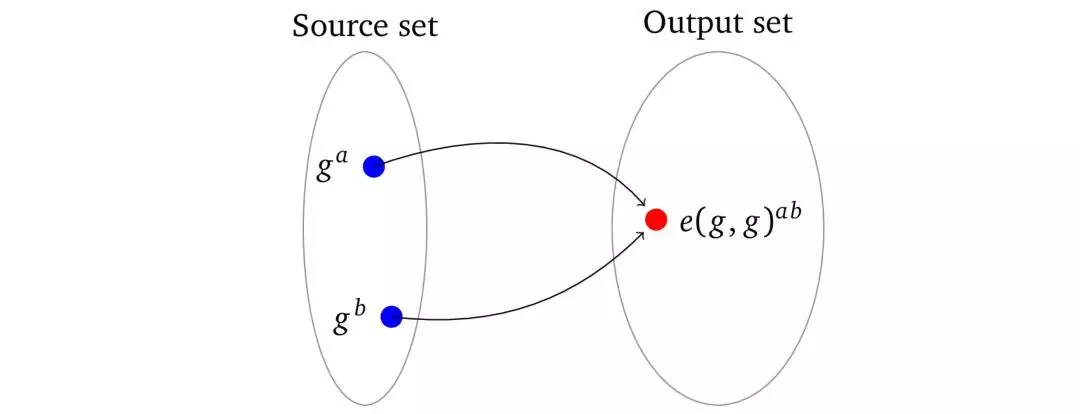 Source set
Output set
g^a
e(g, g)^{ab}
g^b